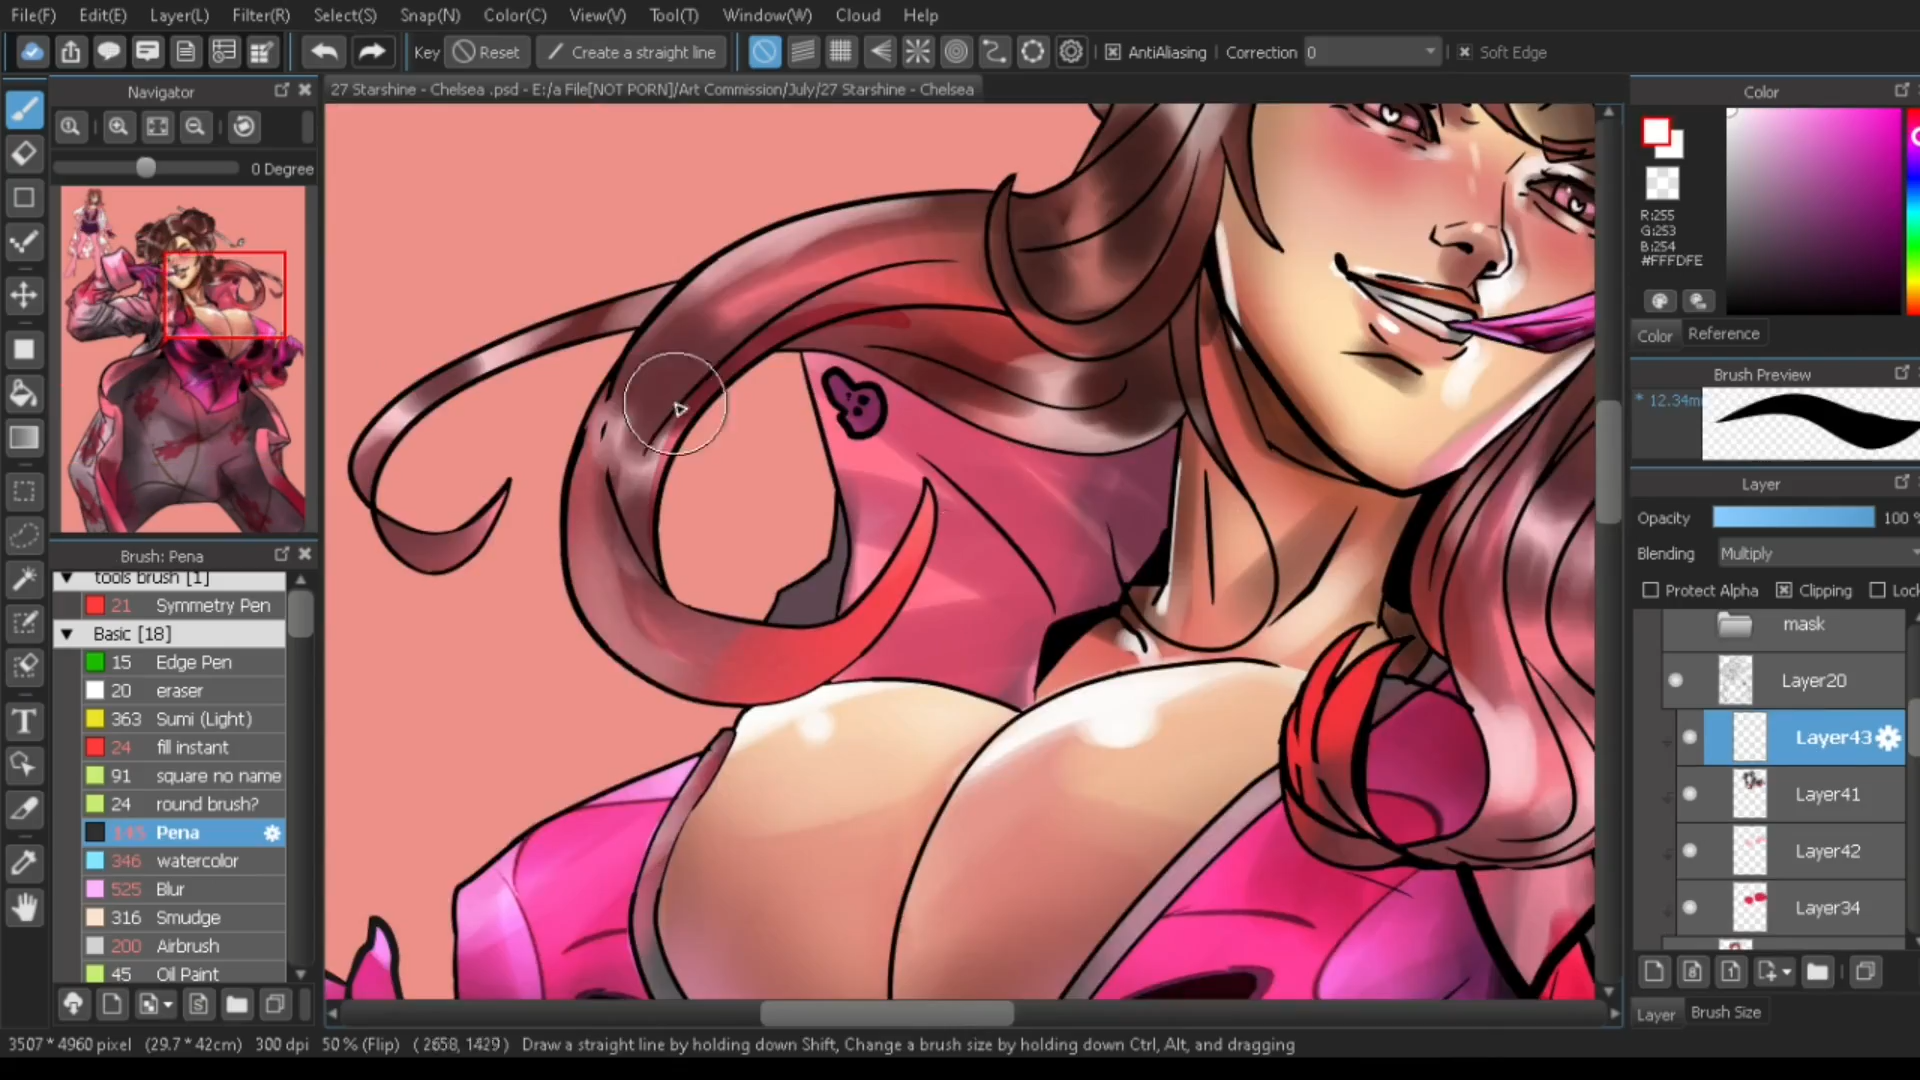 File(F) Edit(E) Layer(L) Filter(R) Select(S) Snap(N) Color(C) View(V) Tool(T) Window(W) Cloud Help
Key Reset Create a straight line AntiAliasing Correction 0 Soft Edge
Navigator
27 Starshine - Chelsea .psd - E:/a File[NOT PORN]/Art Commission/July/27 Starshine - Chelsea
0 Degree
Brush: Pena
tools brush [1]
21 Symmetry Pen
Basic [18]
15 Edge Pen
20 eraser
363 Sumi (Light)
24 fill instant
91 square no name
24 round brush?
145 Pena
346 watercolor
525 Blur
316 Smudge
200 Airbrush
45 Oil Paint
Color
R:255
G:253
B:254
#FFFDFE
Color Reference
Brush Preview
* 12.34m
Layer
Opacity 100 %
Blending Multiply
Protect Alpha Clipping Lock
mask
Layer20
Layer43
Layer41
Layer42
Layer34
8 1
Layer Brush Size
3507 * 4960 pixel (29.7 * 42cm) 300 dpi 50 % (Flip) ( 2658, 1429 ) Draw a straight line by holding down Shift, Change a brush size by holding down Ctrl, Alt, and dragging